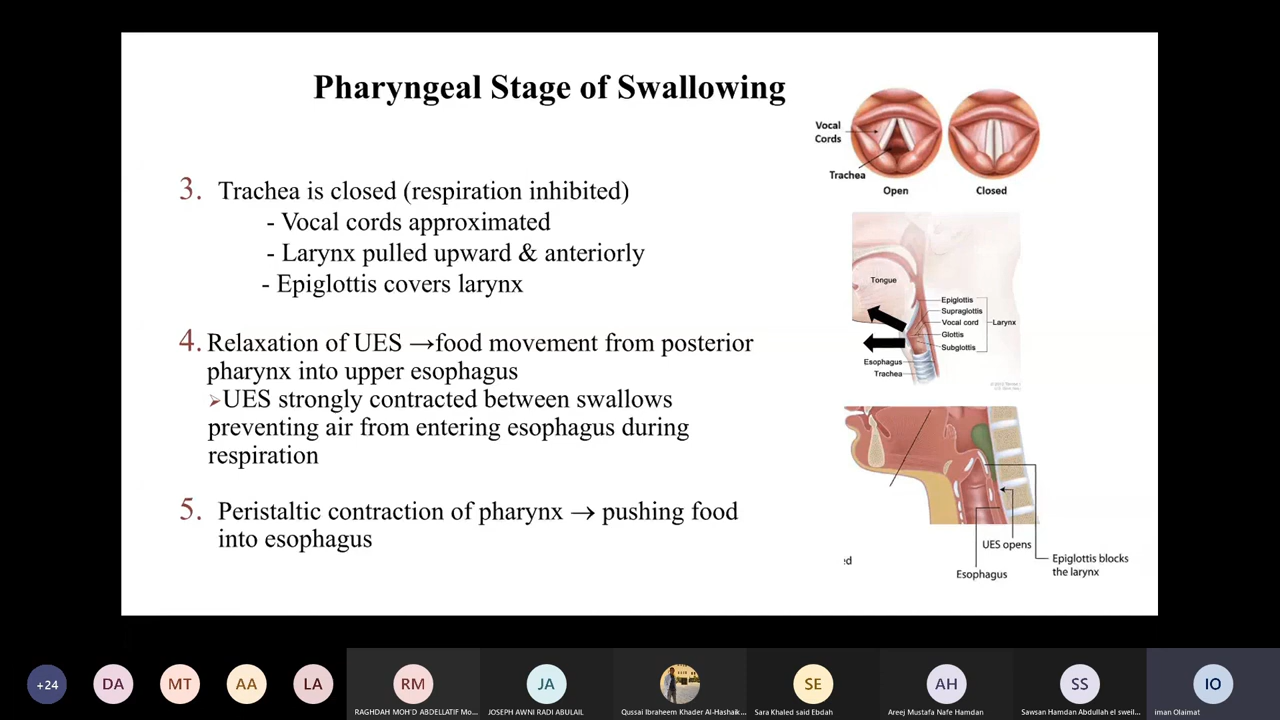 Pharyngeal Stage of Swallowing
3. Trachea is closed (respiration inhibited)
- Vocal cords approximated
- Larynx pulled upward & anteriorly
- Epiglottis covers larynx
4. Relaxation of UES →food movement from posterior
pharynx into upper esophagus
➢UES strongly contracted between swallows
preventing air from entering esophagus during
respiration
5. Peristaltic contraction of pharynx → pushing food
into esophagus
Vocal
Cords
Trachea
Open
Closed
Tongue
Epiglottis
Supraglottis
Vocal cord
Larynx
Glottis
Subglottis
Esophagus
Trachea
UES opens
Epiglottis blocks
the larynx
Esophagus
ed
+24
DA
MT
AA
LA
RM
JA
SE
AH
SS
IO
RAGHDAH MOH'D ABDELLATIF Mo...
JOSEPH AWNI RADI ABULAIL
Qussai Ibraheem Khader Al-Hashaik...
Sara Khaled said Ebdah
Areej Mustafa Nafe Hamdan
Sawsan Hamdan Abdullah el sweil...
iman Olaimat